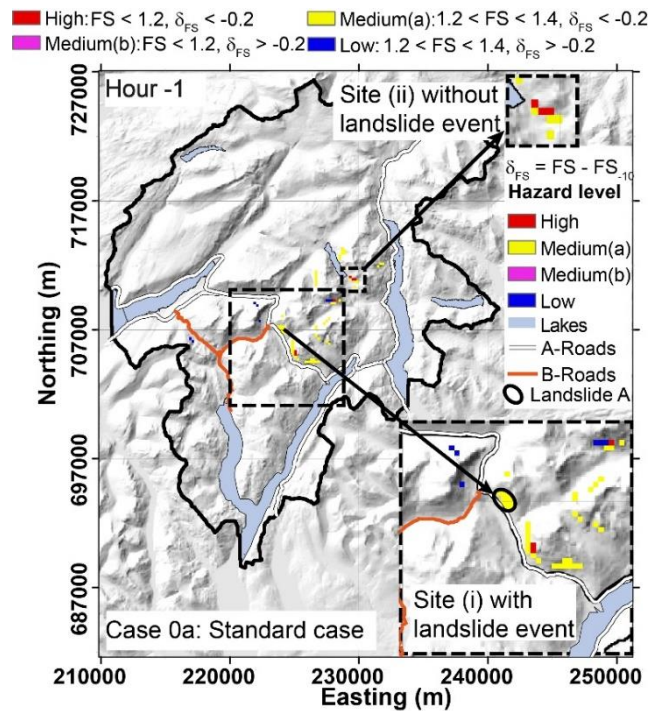 High: FS < 1.2, δFS < -0.2
Medium(a): 1.2 < FS < 1.4, δFS < -0.2
Medium(b): FS < 1.2, δFS > -0.2
Low: 1.2 < FS < 1.4, δFS > -0.2
Hour -1
Site (ii) without
landslide event
δFS = FS - FS-10
Hazard level
High
Medium(a)
Medium(b)
Low
Lakes
A-Roads
B-Roads
Landslide A
Site (i) with
landslide event
Case 0a: Standard case
Northing (m)
727000
717000
707000
697000
687000
210000 220000 230000 240000 250000
Easting (m)